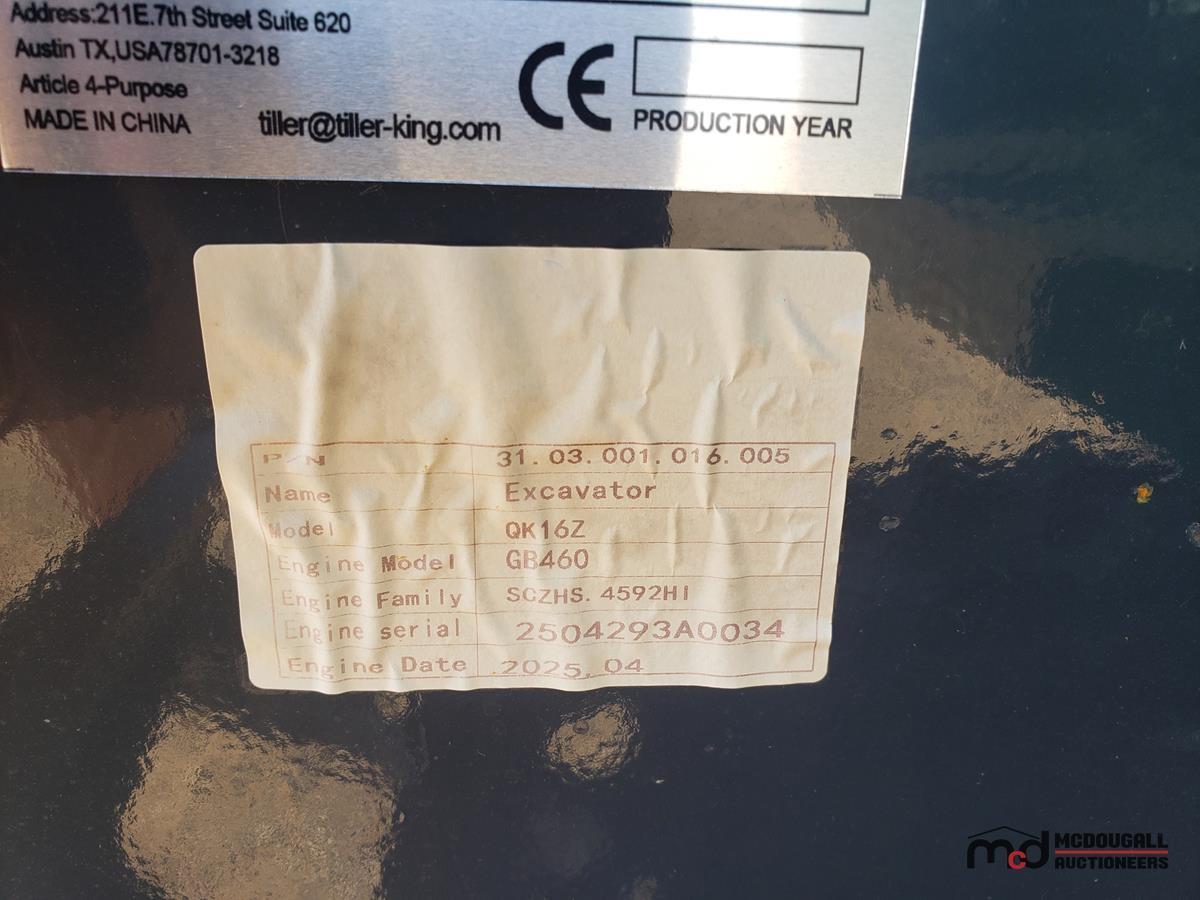 Address:211E.7th Street Suite 620
Austin TX,USA78701-3218
Article 4-Purpose
MADE IN CHINA tiller@tiller-king.com
CE
PRODUCTION YEAR
P/N 31.03.001.016.005
Name Excavator
Model QK16Z
Engine Model GB460
Engine Family SCZHS.4592HI
Engine serial 2504293A0034
Engine Date 2025,04
mcd MCDOUGALL
AUCTIONEERS